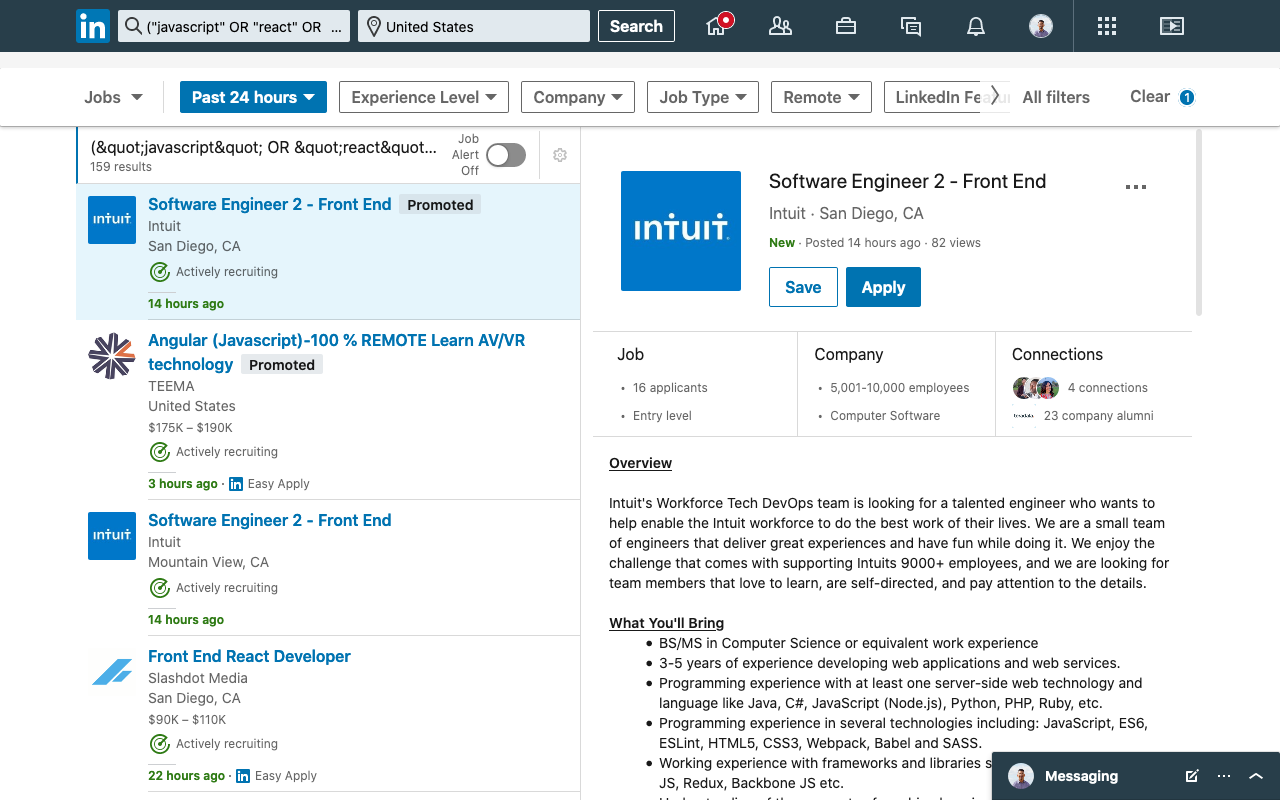 in
("javascript" OR "react" OR ...
United States
Search
Jobs
Past 24 hours
Experience Level
Company
Job Type
Remote
LinkedIn Featur
All filters
Clear 1
(&quot;javascript&quot; OR &quot;react&quot...
159 results
Job
Alert
Off
intuit
Software Engineer 2 - Front End Promoted
Intuit
San Diego, CA
Actively recruiting
14 hours ago
Angular (Javascript)-100 % REMOTE Learn AV/VR
technology Promoted
TEEMA
United States
$175K – $190K
Actively recruiting
3 hours ago · in Easy Apply
intuit
Software Engineer 2 - Front End
Intuit
Mountain View, CA
Actively recruiting
14 hours ago
Front End React Developer
Slashdot Media
San Diego, CA
$90K – $110K
Actively recruiting
22 hours ago · in Easy Apply
intuit
Software Engineer 2 - Front End
Intuit · San Diego, CA
New · Posted 14 hours ago · 82 views
Save
Apply
Job
• 16 applicants
• Entry level
Company
• 5,001-10,000 employees
• Computer Software
Connections
4 connections
teradata. 23 company alumni
Overview
Intuit's Workforce Tech DevOps team is looking for a talented engineer who wants to
help enable the Intuit workforce to do the best work of their lives. We are a small team
of engineers that deliver great experiences and have fun while doing it. We enjoy the
challenge that comes with supporting Intuits 9000+ employees, and we are looking for
team members that love to learn, are self-directed, and pay attention to the details.
What You'll Bring
• BS/MS in Computer Science or equivalent work experience
• 3-5 years of experience developing web applications and web services.
• Programming experience with at least one server-side web technology and
language like Java, C#, JavaScript (Node.js), Python, PHP, Ruby, etc.
• Programming experience in several technologies including: JavaScript, ES6,
ESLint, HTML5, CSS3, Webpack, Babel and SASS.
• Working experience with frameworks and libraries s
JS, Redux, Backbone JS etc.
Messaging